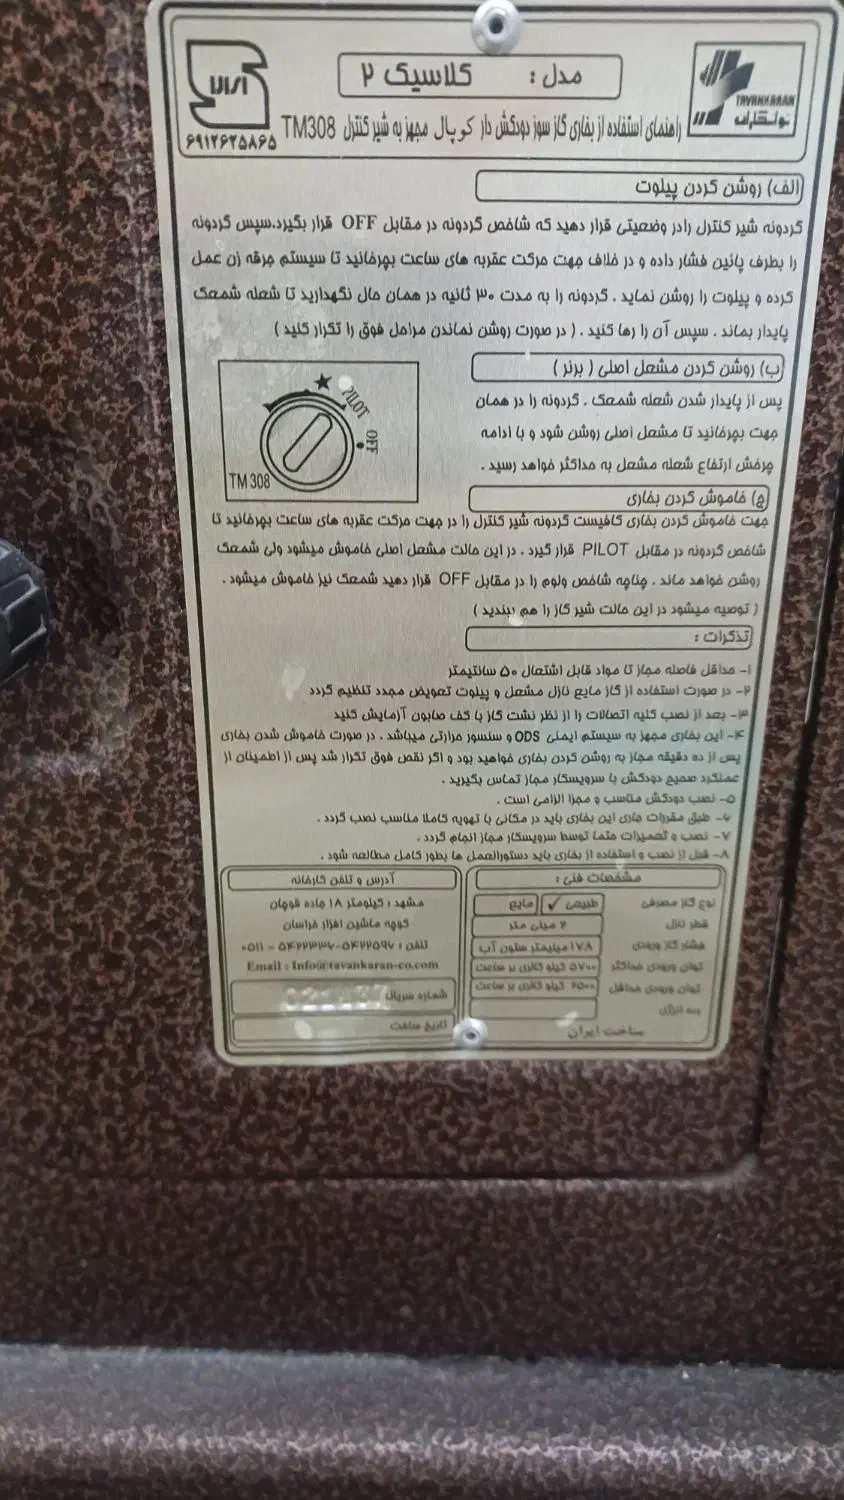 مدل : کلاسیک ۲
TAVANKARAN
توانکاران
۶۹۱۲۶۲۵۸۶۵
راهنمای استفاده از بخاری گاز سوز دودکش دار کوپال مجهز به شیر کنترل TM308
الف) روشن کردن پیلوت
گردونه شیر کنترل رادر وضعیتی قرار دهید که شاخص گردونه در مقابل OFF قرار بگیرد.سپس گردونه
را بطرف پائین فشار داده و در خلاف جهت حرکت عقربه های ساعت بچرخانید تا سیستم جرقه زن عمل
کرده و پیلوت را روشن نماید . گردونه را به مدت ۳۰ ثانیه در همان حال نگهدارید تا شعله شمعک
پایدار بماند . سپس آن را رها کنید . ( در صورت روشن نماندن مراحل فوق را تکرار کنید )
ب) روشن کردن مشعل اصلی ( برنر )
پس از پایدار شدن شعله شمعک . گردونه را در همان
جهت بچرخانید تا مشعل اصلی روشن شود و با ادامه
چرخش ارتفاع شعله مشعل به حداکثر خواهد رسید .
PILOT
OFF
TM 308
ج) خاموش کردن بخاری
جهت خاموش کردن بخاری کافیست گردونه شیر کنترل را در جهت حرکت عقربه های ساعت بچرخانید تا
شاخص گردونه در مقابل PILOT قرار گیرد . در این حالت مشعل اصلی خاموش میشود ولی شمعک
روشن خواهد ماند . چناچه شاخص ولوم را در مقابل OFF قرار دهید شمعک نیز خاموش میشود .
( توصیه میشود در این حالت شیر گاز را هم ببندید )
تذکرات :
۱- حداقل فاصله مجاز تا مواد قابل اشتعال ۵۰ سانتیمتر
۲- در صورت استفاده از گاز مایع نازل مشعل و پیلوت تعویض مجدد تنظیم گردد
۳- بعد از نصب کلیه اتصالات را از نظر نشت گاز با کف صابون آزمایش کنید
۴- این بخاری مجهز به سیستم ایمنی ODS و سنسور حرارتی میباشد . در صورت خاموش شدن بخاری
پس از ده دقیقه مجاز به روشن کردن بخاری خواهید بود و اگر نقص فوق تکرار شد پس از اطمینان از
عملکرد صحیح دودکش با سرویسکار مجاز تماس بگیرید .
۵- نصب دودکش مناسب و مجزا الزامی است .
۶- طبق مقررات جاری این بخاری باید در مکانی با تهویه کاملا مناسب نصب گردد .
۷- نصب و تعمیرات حتما توسط سرویسکار مجاز انجام گردد .
۸- قبل از نصب و استفاده از بخاری باید دستورالعمل ها بطور کامل مطالعه شود .
مشخصات فنی :
نوع گاز مصرفی طبیعی ✓ مایع
قطر نازل ۲ میلی متر
فشار گاز ورودی ۱۷۸ میلیمتر ستون آب
توان ورودی حداکثر ۵۷۰۰ کیلو کالری بر ساعت
توان ورودی حداقل ۲۵۰۰ کیلو کالری بر ساعت
رده انرژی
ساخت ایران
آدرس و تلفن کارخانه
مشهد : کیلومتر ۱۸ جاده قوچان
کوچه ماشین افزار خراسان
تلفن : ۵۴۲۲۵۹۷-۵۴۲۲۳۳۶ - ۰۵۱۱
Email : Info@tavankaran-co.com
شماره سریال
تاریخ ساخت